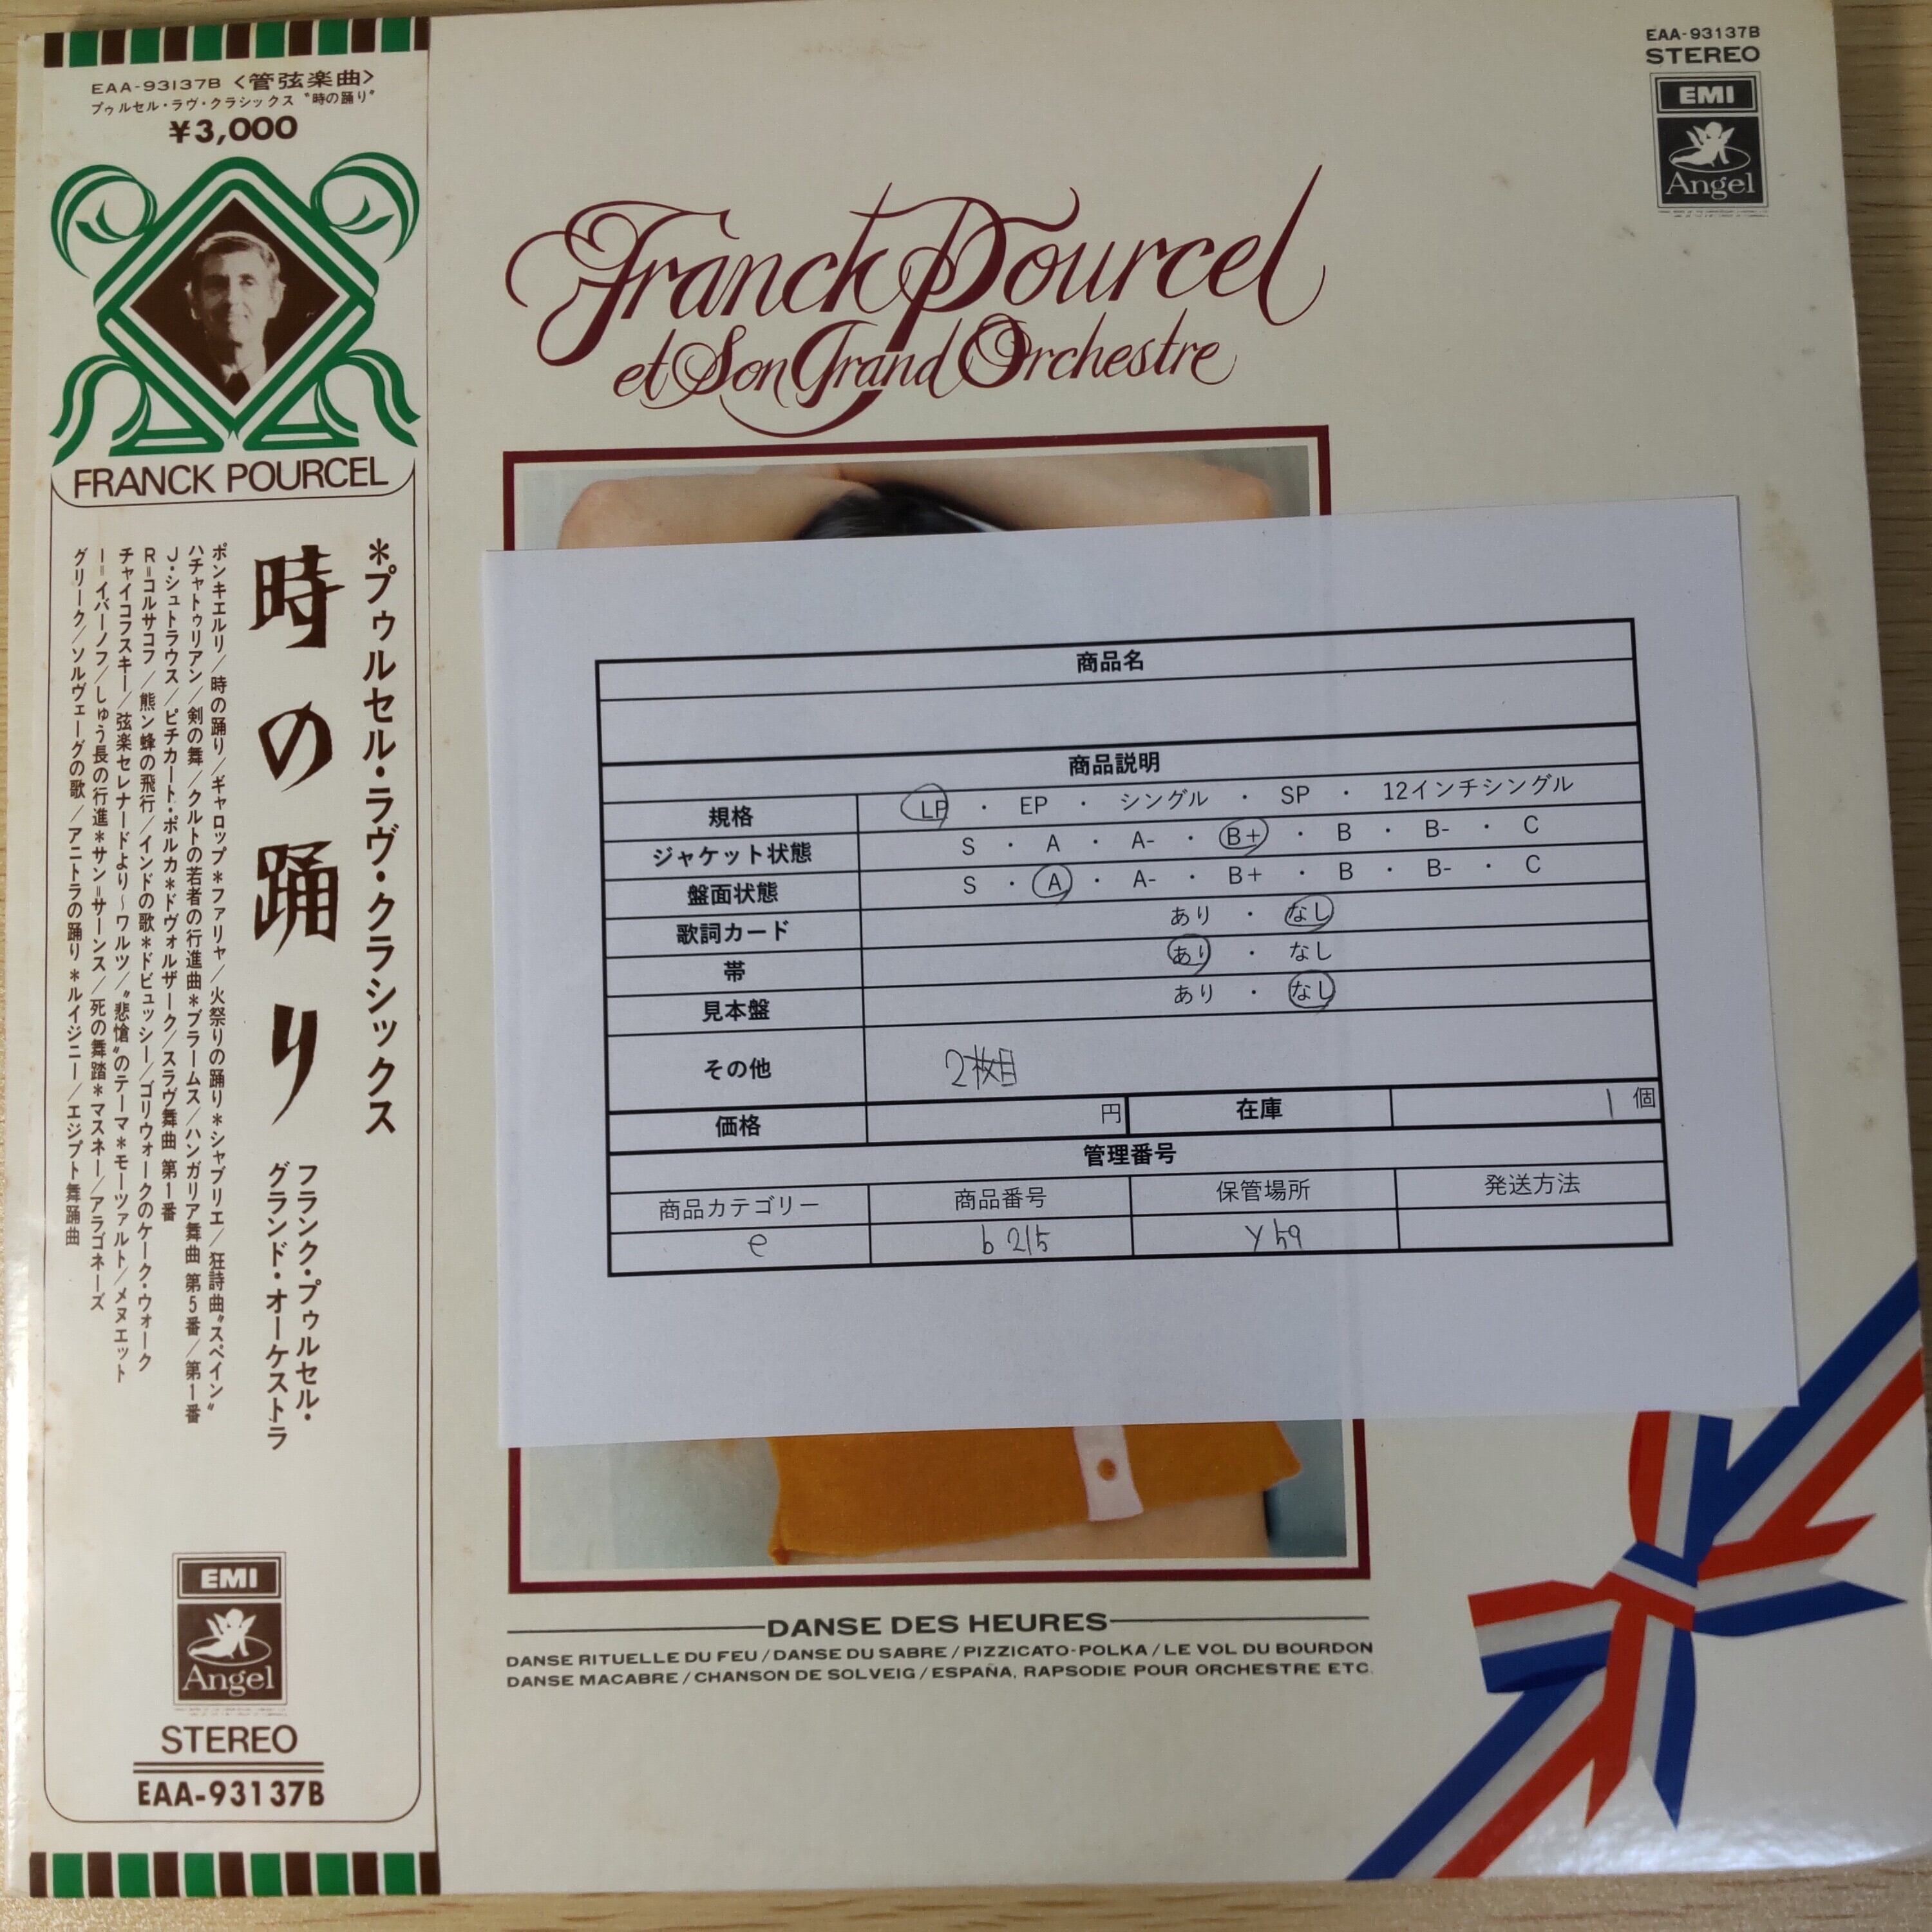 EAA-93137B <管弦楽曲>
プゥルセル・ラヴ・クラシックス〝時の踊り〟
¥3,000
FRANCK POURCEL
*プゥルセル・ラヴ・クラシックス
時の踊り
フランク・プゥルセル・
グランド・オーケストラ
ポンキエルリ/時の踊り/ギャロップ*ファリャ/火祭りの踊り*シャブリエ/狂詩曲〝スペイン〟
ハチャトゥリアン/剣の舞/クルトの若者の行進曲*ブラームス/ハンガリア舞曲 第5番/第1番
J・シュトラウス/ピチカート・ポルカ*ドヴォルザーク/スラヴ舞曲 第1番
R=コルサコフ/熊ン蜂の飛行/インドの歌*ドビュッシー/ゴリウォークのケーク・ウォーク
チャイコフスキー/弦楽セレナードより〜ワルツ/〝悲愴〟のテーマ*モーツァルト/メヌエット
I=イバーノフ/しゅう長の行進*サン=サーンス/死の舞踏*マスネー/アラゴネーズ
グリーク/ソルヴェーグの歌/アニトラの踊り*ルイジニー/エジプト舞踊曲
EMI
Angel
STEREO
EAA-93137B
EAA-93137B
STEREO
EMI
Angel
Franck Pourcel
et Son Grand Orchestre
商品名
商品説明
規格 LP ・ EP ・ シングル ・ SP ・ 12インチシングル
ジャケット状態 S ・ A ・ A- ・ B+ ・ B ・ B- ・ C
盤面状態 S ・ A ・ A- ・ B+ ・ B ・ B- ・ C
歌詞カード あり ・ なし
帯 あり ・ なし
見本盤 あり ・ なし
その他 2枚目
価格 円 在庫 1 個
管理番号
商品カテゴリー 商品番号 保管場所 発送方法
e b215 y59
DANSE DES HEURES
DANSE RITUELLE DU FEU/DANSE DU SABRE/PIZZICATO-POLKA/LE VOL DU BOURDON
DANSE MACABRE/CHANSON DE SOLVEIG/ESPAÑA, RAPSODIE POUR ORCHESTRE ETC.